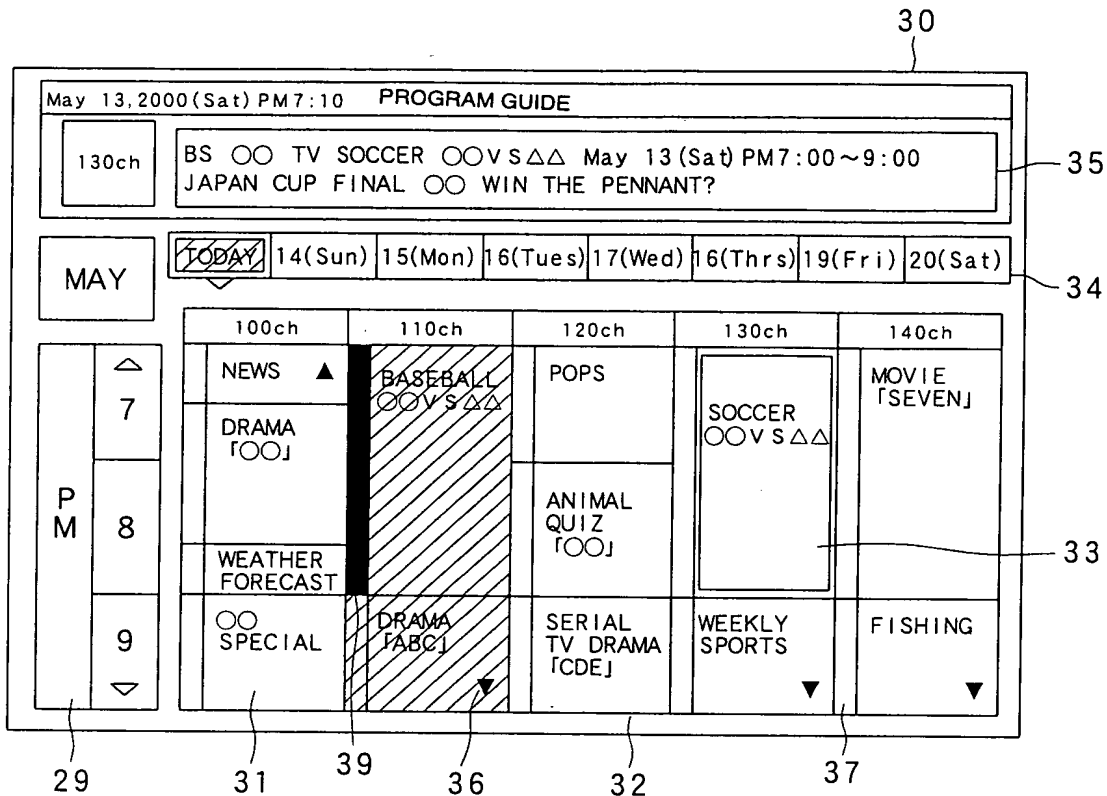 30
May 13,2000(Sat)PM7:10 PROGRAM GUIDE
130ch
BS ○○ TV SOCCER ○○VS△△ May 13(Sat)PM7:00~9:00
JAPAN CUP FINAL ○○ WIN THE PENNANT?
35
MAY
TODAY 14(Sun) 15(Mon) 16(Tues) 17(Wed) 16(Thrs) 19(Fri) 20(Sat)
34
100ch 110ch 120ch 130ch 140ch
PM
7
8
9
NEWS ▲
DRAMA
「○○」
WEATHER
FORECAST
○○
SPECIAL
BASEBALL
○○VS△△
DRAMA
「ABC」
▼
POPS
ANIMAL
QUIZ
「○○」
SERIAL
TV DRAMA
「CDE」
SOCCER
○○VS△△
WEEKLY
SPORTS
▼
MOVIE
「SEVEN」
FISHING
▼
33
29 31 39 36 32 37